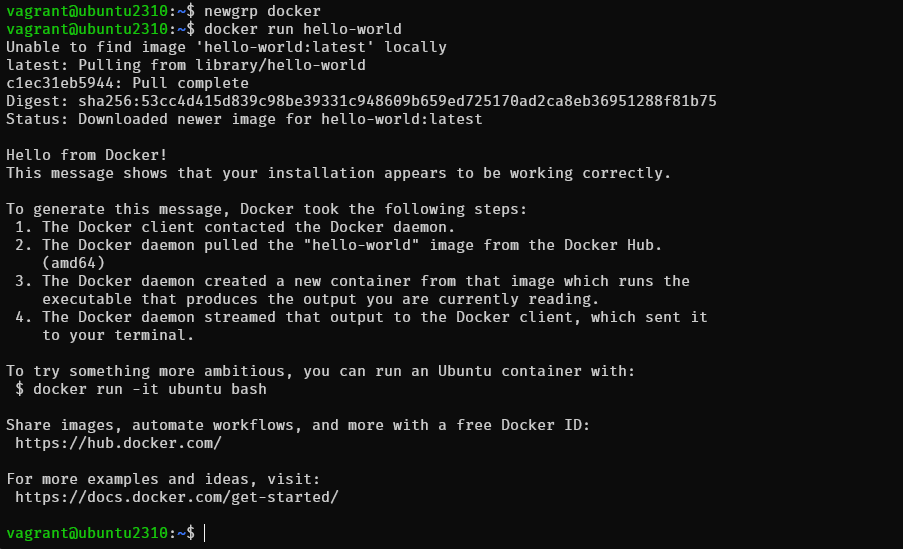 vagrant@ubuntu2310:~$ newgrp docker
vagrant@ubuntu2310:~$ docker run hello-world
Unable to find image 'hello-world:latest' locally
latest: Pulling from library/hello-world
c1ec31eb5944: Pull complete
Digest: sha256:53cc4d415d839c98be39331c948609b659ed725170ad2ca8eb36951288f81b75
Status: Downloaded newer image for hello-world:latest

Hello from Docker!
This message shows that your installation appears to be working correctly.

To generate this message, Docker took the following steps:
 1. The Docker client contacted the Docker daemon.
 2. The Docker daemon pulled the "hello-world" image from the Docker Hub.
    (amd64)
 3. The Docker daemon created a new container from that image which runs the
    executable that produces the output you are currently reading.
 4. The Docker daemon streamed that output to the Docker client, which sent it
    to your terminal.

To try something more ambitious, you can run an Ubuntu container with:
 $ docker run -it ubuntu bash

Share images, automate workflows, and more with a free Docker ID:
 https://hub.docker.com/

For more examples and ideas, visit:
 https://docs.docker.com/get-started/

vagrant@ubuntu2310:~$